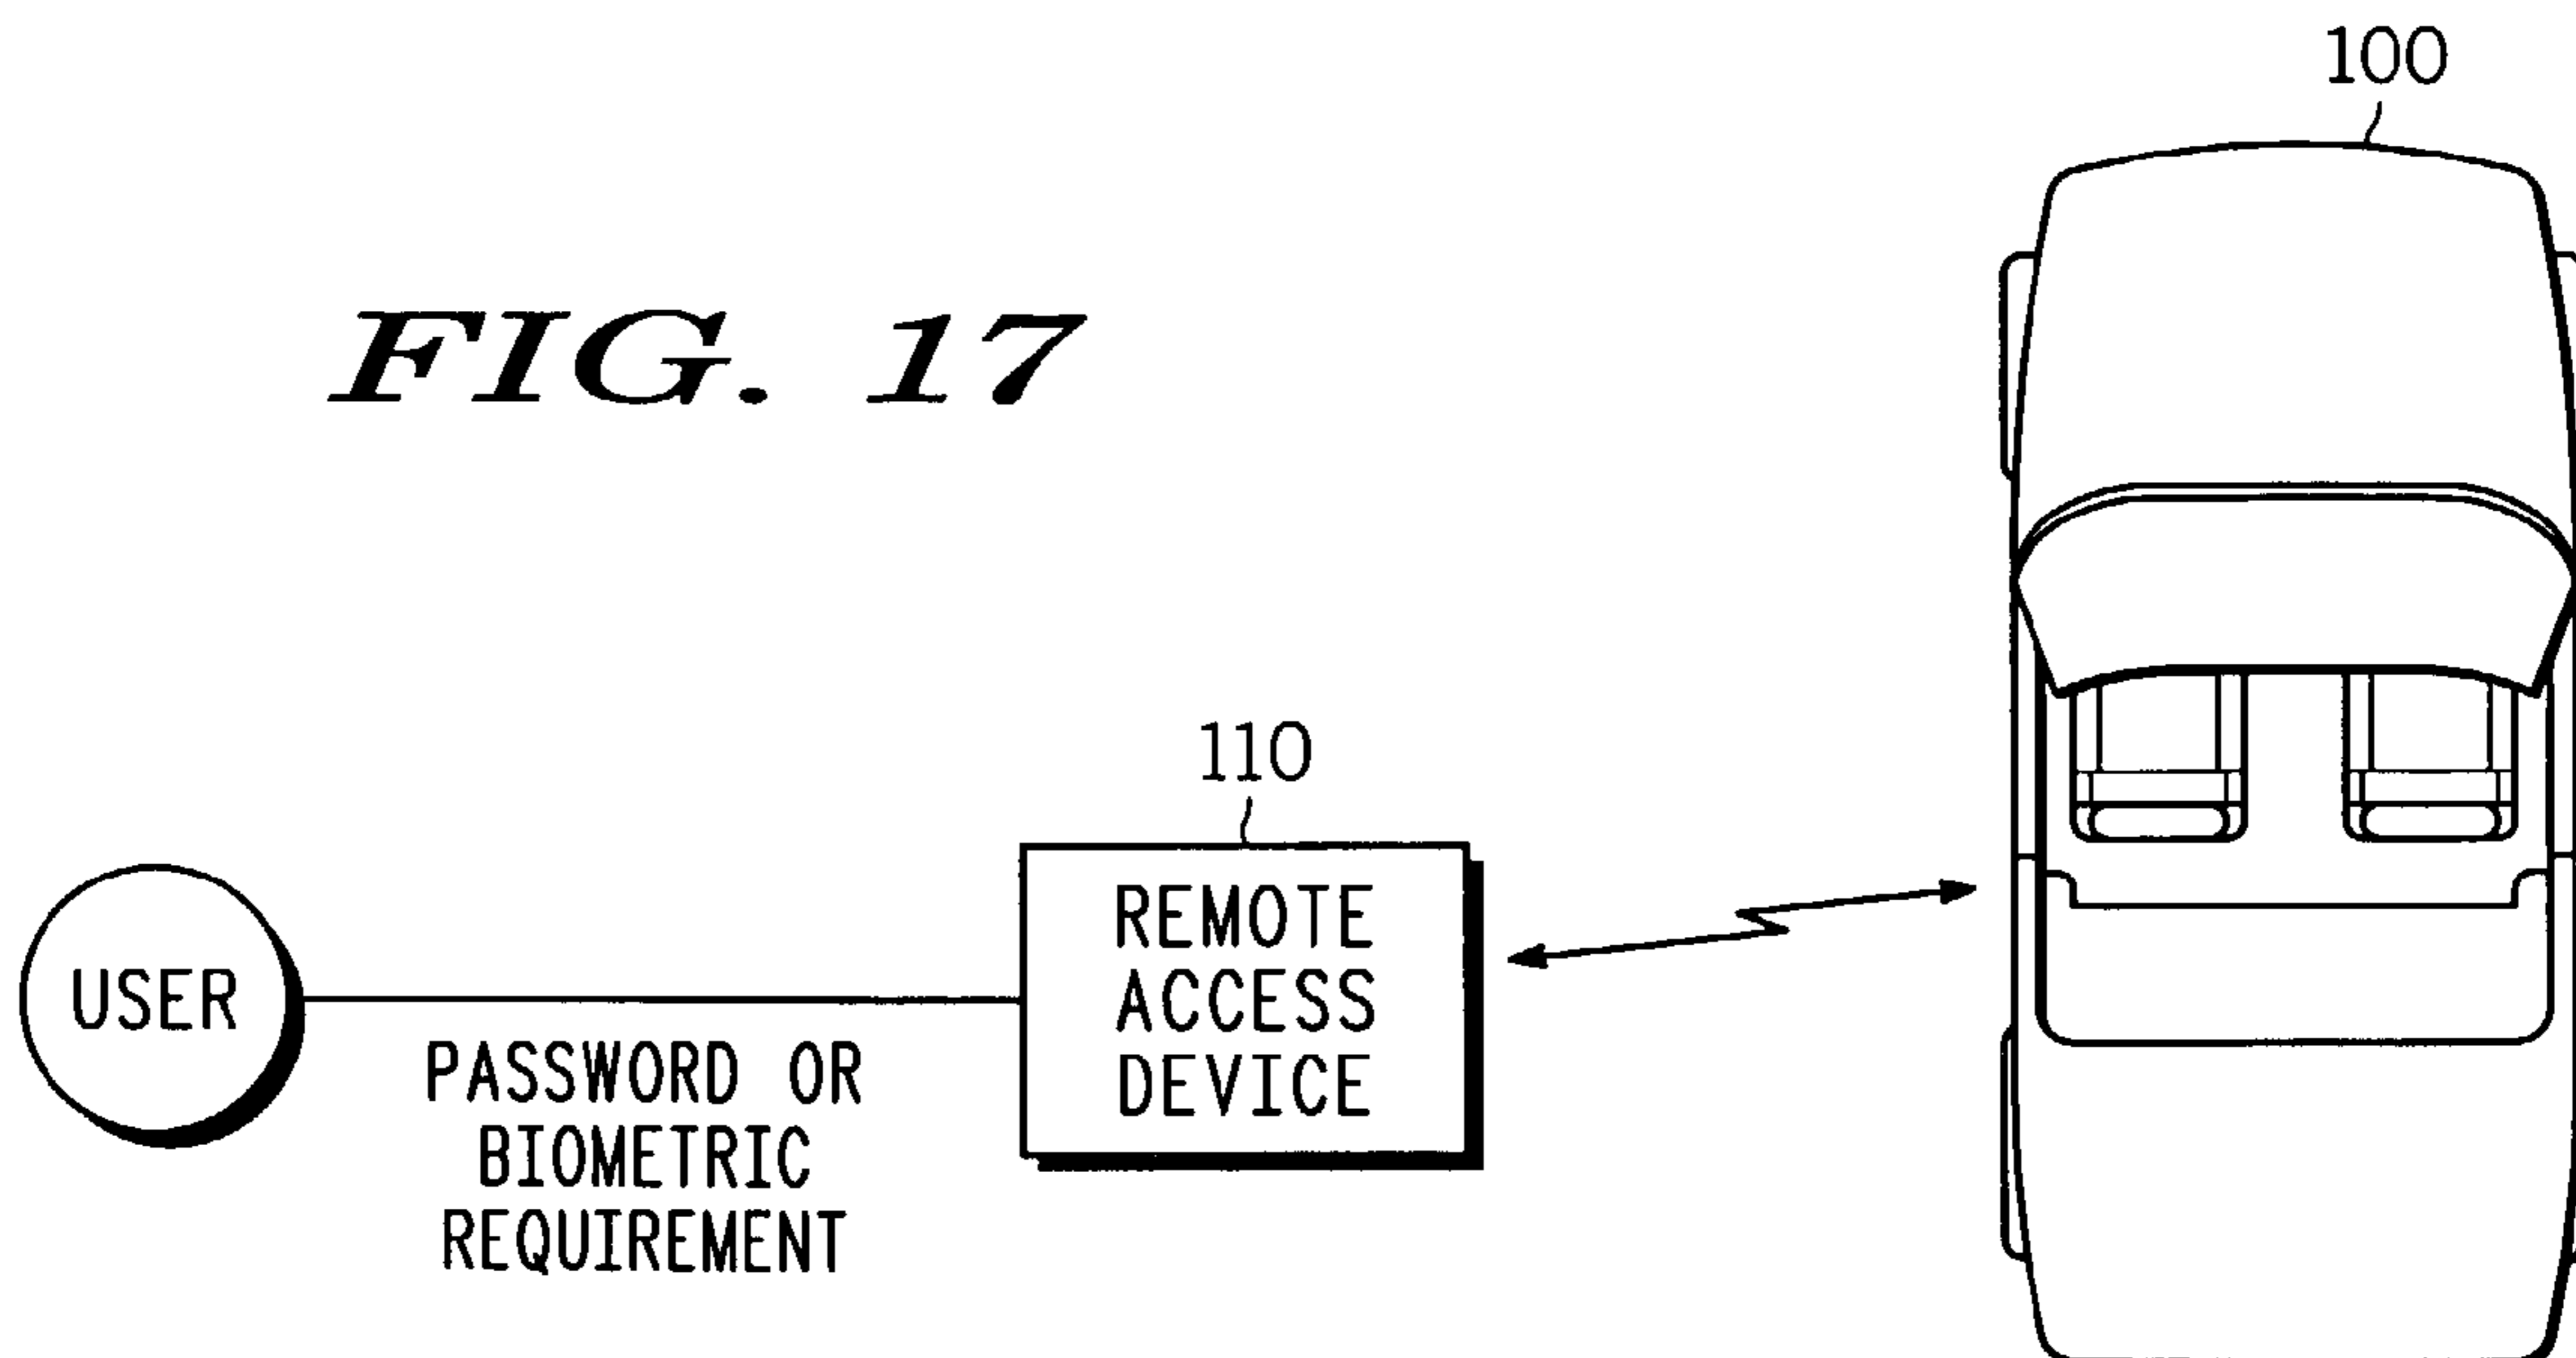 100
FIG. 17
110
REMOTE
ACCESS
DEVICE
USER
PASSWORD OR
BIOMETRIC
REQUIREMENT